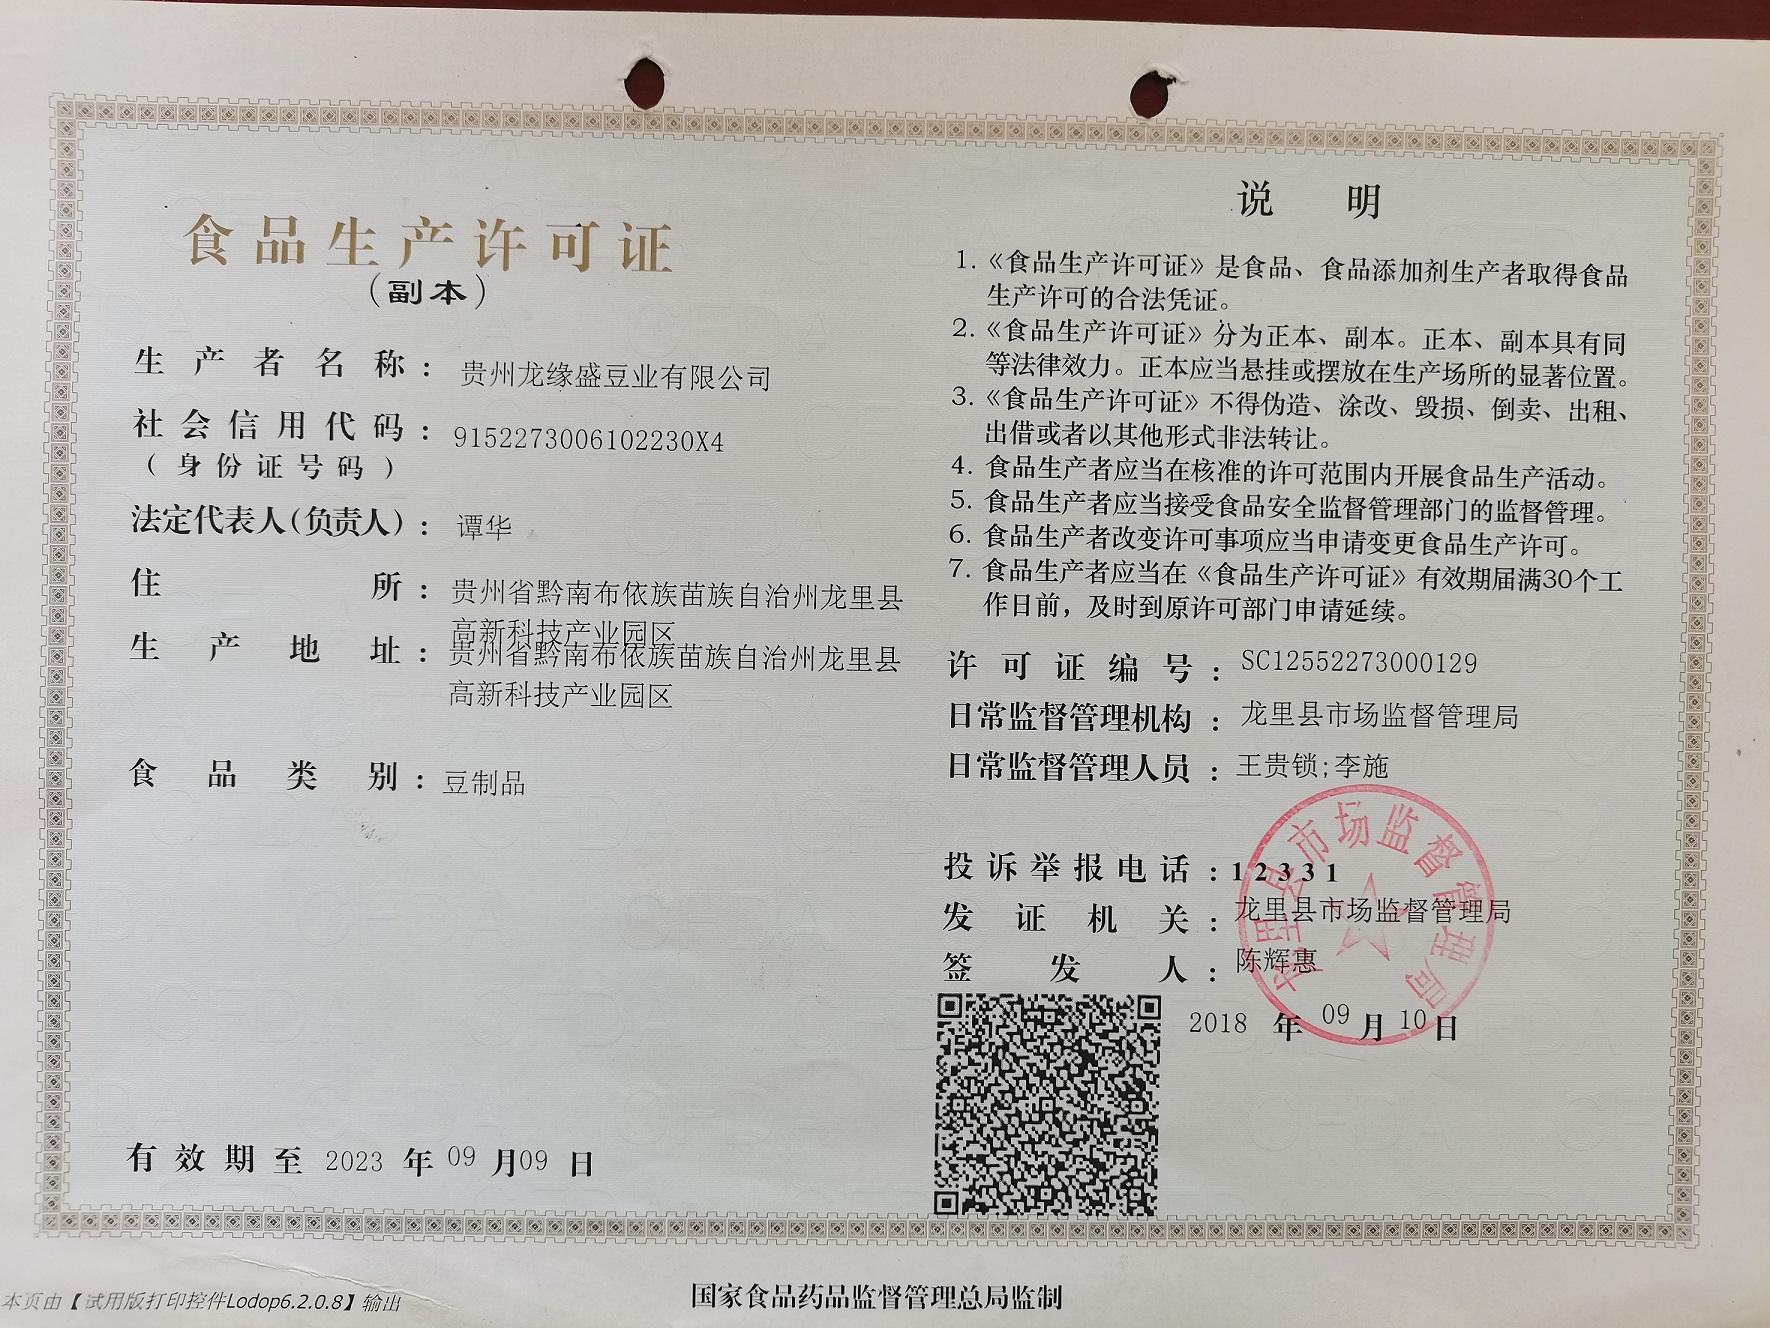 食品生产许可证
（副本）
生产者名称：贵州龙缘盛豆业有限公司
社会信用代码：9152273006102230X4
（身份证号码）
法定代表人（负责人）：谭华
住所：贵州省黔南布依族苗族自治州龙里县
高新科技产业园区
生产地址：贵州省黔南布依族苗族自治州龙里县
高新科技产业园区
食品类别：豆制品
有效期至 2023 年 09 月 09 日
说明
1.《食品生产许可证》是食品、食品添加剂生产者取得食品
生产许可的合法凭证。
2.《食品生产许可证》分为正本、副本。正本、副本具有同
等法律效力。正本应当悬挂或摆放在生产场所的显著位置。
3.《食品生产许可证》不得伪造、涂改、毁损、倒卖、出租、
出借或者以其他形式非法转让。
4. 食品生产者应当在核准的许可范围内开展食品生产活动。
5. 食品生产者应当接受食品安全监督管理部门的监督管理。
6. 食品生产者改变许可事项应当申请变更食品生产许可。
7. 食品生产者应当在《食品生产许可证》有效期届满30个工
作日前，及时到原许可部门申请延续。
许可证编号：SC12552273000129
日常监督管理机构：龙里县市场监督管理局
日常监督管理人员：王贵锁;李施
投诉举报电话：12331
发证机关：龙里县市场监督管理局
签发人：陈辉惠
2018 年 09 月 10 日
龙里县市场监督管理局
国家食品药品监督管理总局监制
本页由【试用版打印控件Lodop6.2.0.8】输出